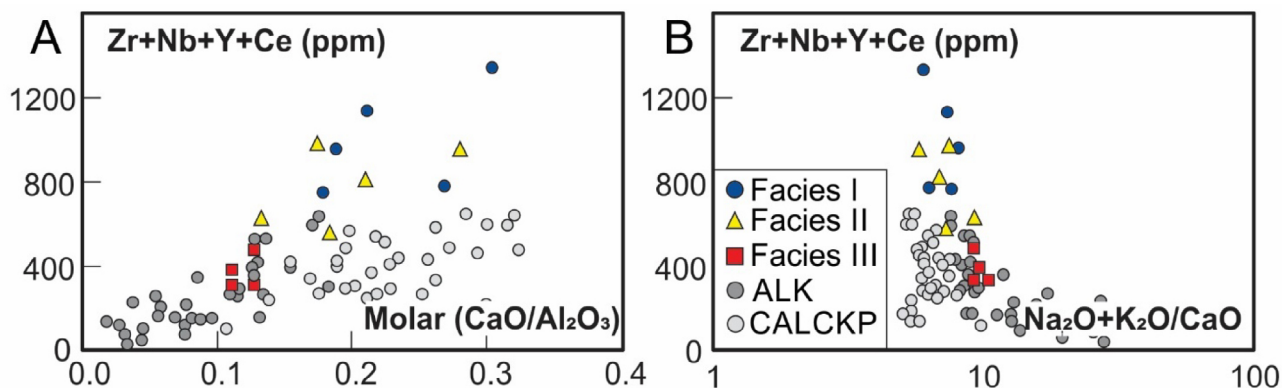 A
Zr+Nb+Y+Ce (ppm)
1200
800
400
0
0.0
0.1
0.2
0.3
0.4
Molar (CaO/Al₂O₃)
B
Zr+Nb+Y+Ce (ppm)
1200
800
400
0
Facies I
Facies II
Facies III
ALK
CALCKP
Na₂O+K₂O/CaO
1
10
100